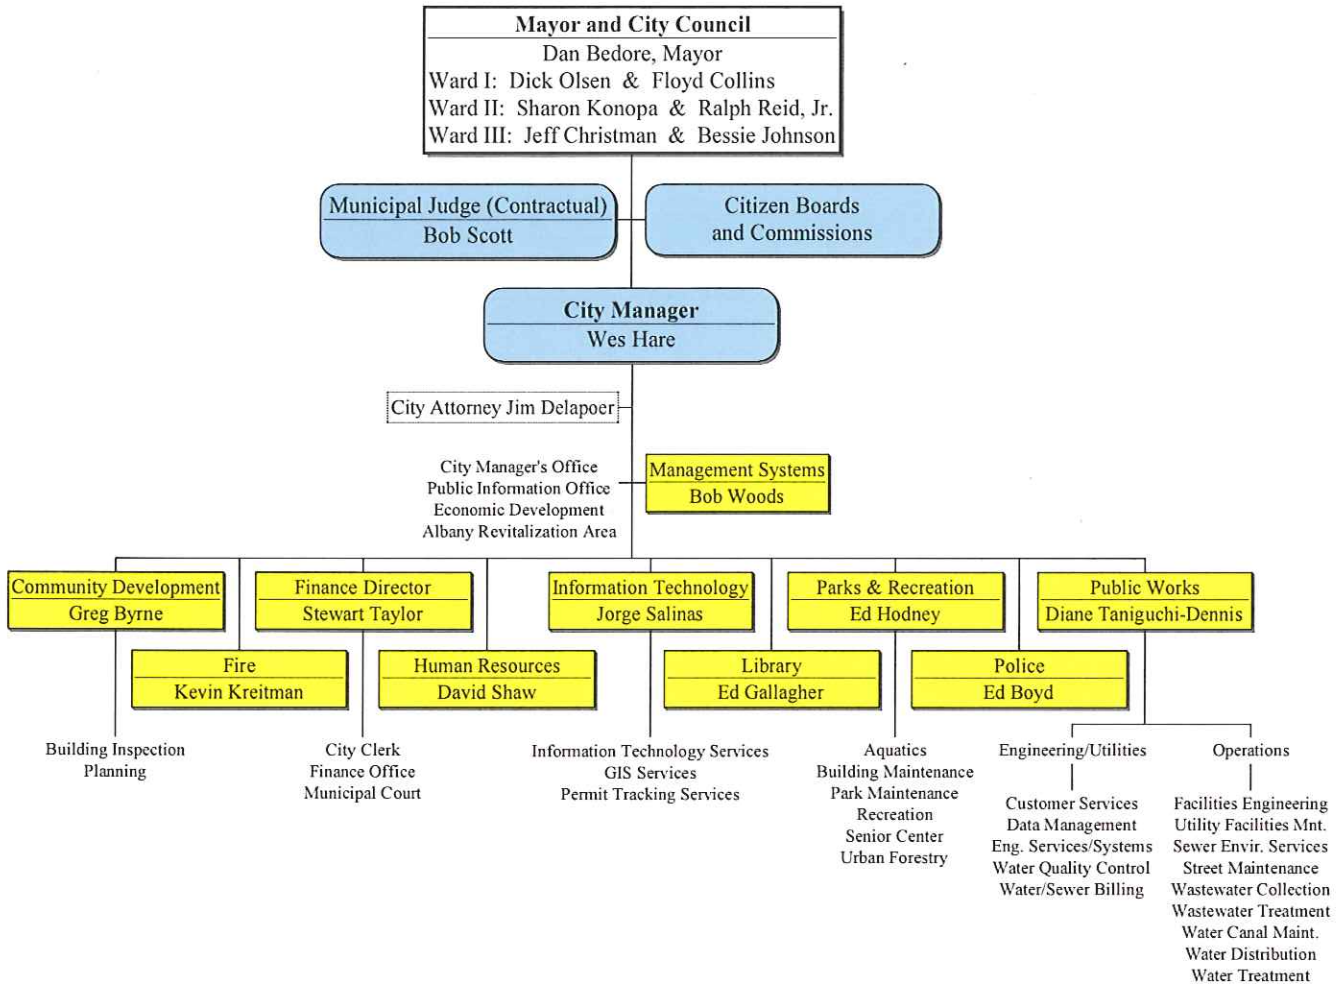 Mayor and City Council
Dan Bedore, Mayor
Ward I: Dick Olsen & Floyd Collins
Ward II: Sharon Konopa & Ralph Reid, Jr.
Ward III: Jeff Christman & Bessie Johnson
Municipal Judge (Contractual)
Bob Scott
Citizen Boards
and Commissions
City Manager
Wes Hare
City Attorney Jim Delapoer
City Manager's Office
Public Information Office
Economic Development
Albany Revitalization Area
Management Systems
Bob Woods
Community Development
Greg Byrne
Finance Director
Stewart Taylor
Information Technology
Jorge Salinas
Parks & Recreation
Ed Hodney
Public Works
Diane Taniguchi-Dennis
Fire
Kevin Kreitman
Human Resources
David Shaw
Library
Ed Gallagher
Police
Ed Boyd
Building Inspection
Planning
City Clerk
Finance Office
Municipal Court
Information Technology Services
GIS Services
Permit Tracking Services
Aquatics
Building Maintenance
Park Maintenance
Recreation
Senior Center
Urban Forestry
Engineering/Utilities
Customer Services
Data Management
Eng. Services/Systems
Water Quality Control
Water/Sewer Billing
Operations
Facilities Engineering
Utility Facilities Mnt.
Sewer Envir. Services
Street Maintenance
Wastewater Collection
Wastewater Treatment
Water Canal Maint.
Water Distribution
Water Treatment